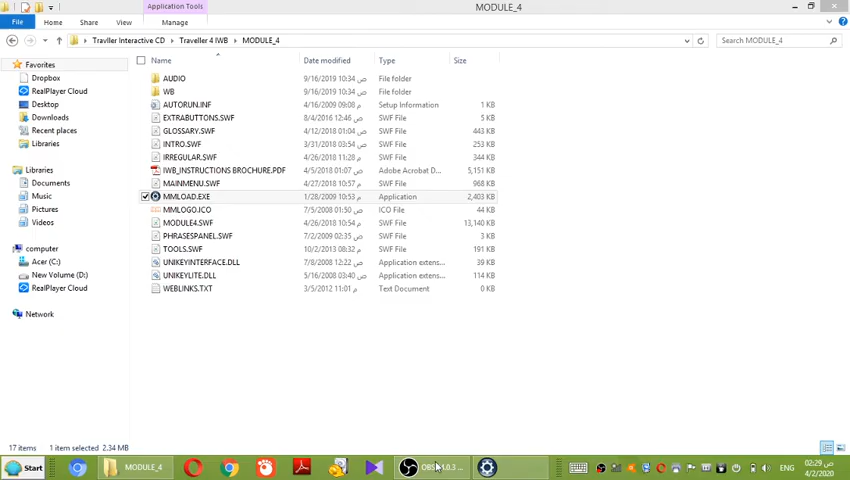 Application Tools
MODULE_4
File
Home
Share
View
Manage
Travller Interactive CD
Traveller 4 IWB
MODULE_4
Search MODULE_4
Name
Date modified
Type
Size
Favorites
Dropbox
RealPlayer Cloud
Desktop
Downloads
Recent places
Libraries
Libraries
Documents
Music
Pictures
Videos
computer
Acer (C:)
New Volume (D:)
RealPlayer Cloud
Network
AUDIO 9/16/2019 10:34 ص File folder
WB 9/16/2019 10:34 ص File folder
AUTORUN.INF 4/16/2009 09:08 م Setup Information 1 KB
EXTRABUTTONS.SWF 8/4/2016 12:46 ص SWF File 5 KB
GLOSSARY.SWF 4/12/2018 01:04 ص SWF File 443 KB
INTRO.SWF 3/31/2018 03:54 ص SWF File 253 KB
IRREGULAR.SWF 4/26/2018 11:28 م SWF File 344 KB
IWB_INSTRUCTIONS BROCHURE.PDF 4/5/2018 01:07 ص Adobe Acrobat D... 5,151 KB
MAINMENU.SWF 4/27/2018 10:57 م SWF File 968 KB
MMLOAD.EXE 1/28/2009 10:53 م Application 2,403 KB
MMLOGO.ICO 7/5/2008 01:50 ص ICO File 44 KB
MODULE4.SWF 4/26/2018 10:54 م SWF File 13,140 KB
PHRASESPANEL.SWF 7/2/2009 02:35 ص SWF File 3 KB
TOOLS.SWF 10/2/2013 08:32 م SWF File 191 KB
UNIKEYINTERFACE.DLL 7/8/2008 12:22 ص Application extens... 39 KB
UNIKEYLITE.DLL 5/16/2008 03:40 ص Application extens... 114 KB
WEBLINKS.TXT 3/5/2012 11:01 م Text Document 0 KB
17 items 1 item selected 2.34 MB
Start
MODULE_4
ENG
02:29 ص
4/2/2020